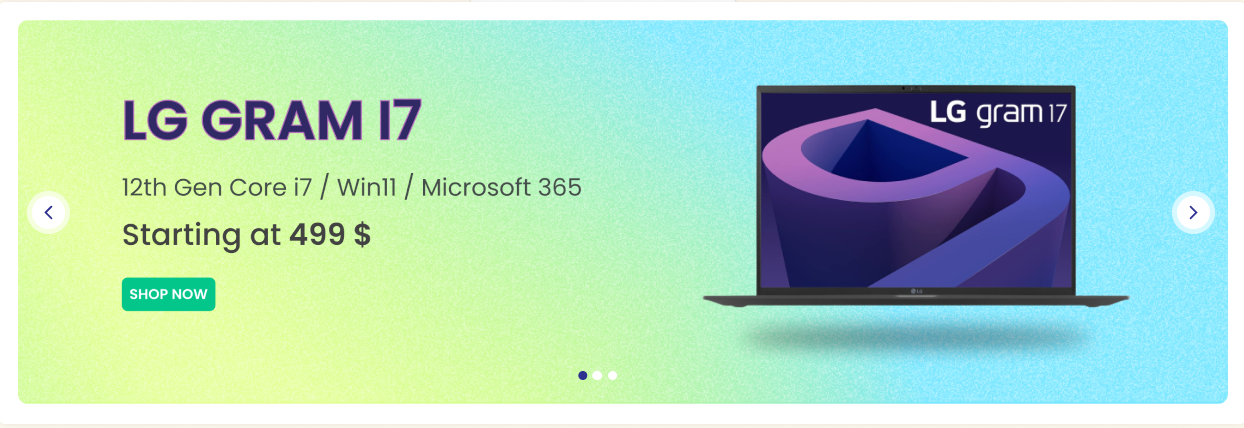 LG GRAM I7
12th Gen Core i7 / Win11 / Microsoft 365
Starting at 499 $
SHOP NOW
LG gram 17
LG